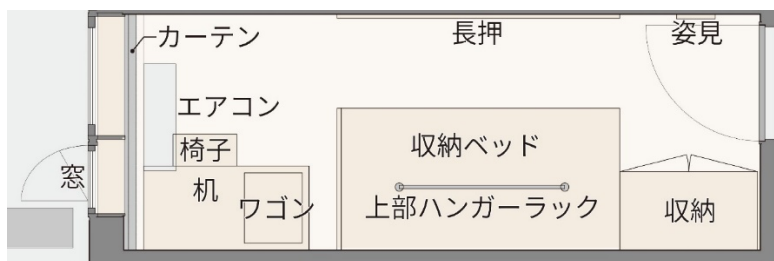 カーテン
長押
姿見
エアコン
椅子
収納ベッド
窓
机
ワゴン
上部ハンガーラック
収納